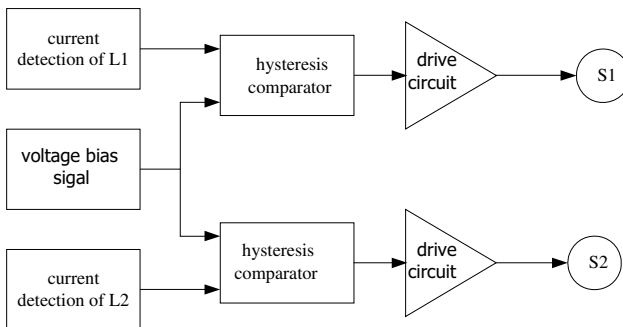 current
detection of L1
hysteresis
comparator
drive
circuit
S1
voltage bias
sigal
current
detection of L2
hysteresis
comparator
drive
circuit
S2